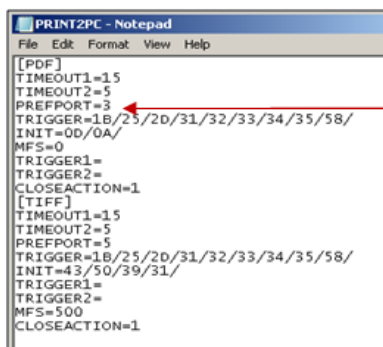 PRINT2PC - Notepad
File Edit Format View Help
[PDF]
TIMEOUT1=15
TIMEOUT2=5
PREFPORT=3
TRIGGER=1B/25/2D/31/32/33/34/35/58/
INIT=0D/0A/
MFS=0
TRIGGER1=
TRIGGER2=
CLOSEACTION=1
[TIFF]
TIMEOUT1=15
TIMEOUT2=5
PREFPORT=5
TRIGGER=1B/25/2D/31/32/33/34/35/58/
INIT=43/50/39/31/
TRIGGER1=
TRIGGER2=
MFS=500
CLOSEACTION=1